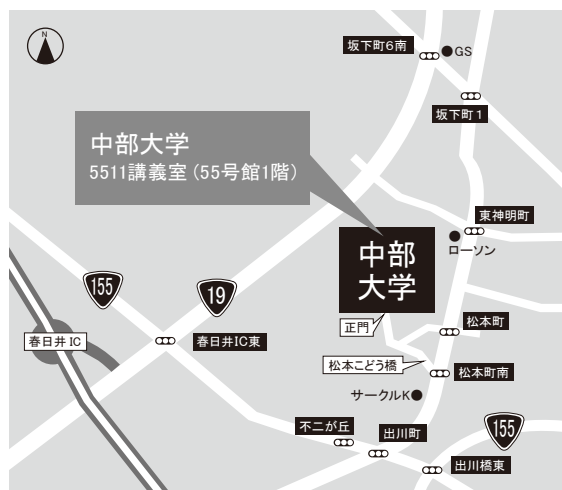 N
坂下町6南
GS
坂下町1
中部大学
5511講義室(55号館1階)
東神明町
ローソン
中部
大学
155
19
正門
松本町
春日井IC
春日井IC東
松本こどう橋
松本町南
サークルK
不二が丘
出川町
155
出川橋東